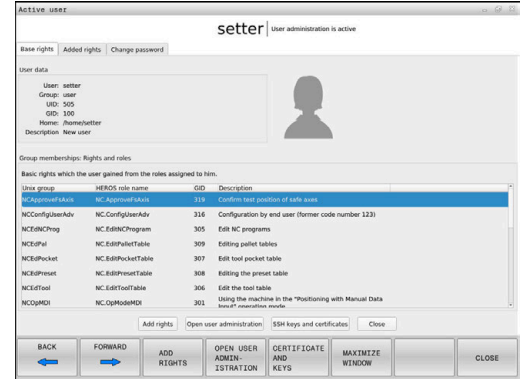 Active user
setter User administration is active
Base rights Added rights Change password
User data
User: setter
Group: user
UID: 505
GID: 100
Home: /home/setter
Description New user
Group memberships: Rights and roles
Basic rights which the user gained from the roles assigned to him.
Unix group HEROS role name GID Description
NCApproveFsAxis NC.ApproveFsAxis 319 Confirm test position of safe axes
NCConfigUserAdv NC.ConfigUserAdv 316 Configuration by end user (former code number 123)
NCEdNCProg NC.EditNCProgram 305 Edit NC programs
NCEdPal NC.EditPalletTable 309 Editing pallet tables
NCEdPocket NC.EditPocketTable 307 Edit tool pocket table
NCEdPreset NC.EditPresetTable 308 Editing the preset table
NCEdTool NC.EditToolTable 306 Edit the tool table
NCOpMDI NC.OpModeMDI 301 Using the machine in the "Positioning with Manual Data
Input" operating mode
Add rights Open user administration SSH keys and certificates Close
BACK FORWARD ADD RIGHTS OPEN USER ADMIN- ISTRATION CERTIFICATE AND KEYS MAXIMIZE WINDOW CLOSE